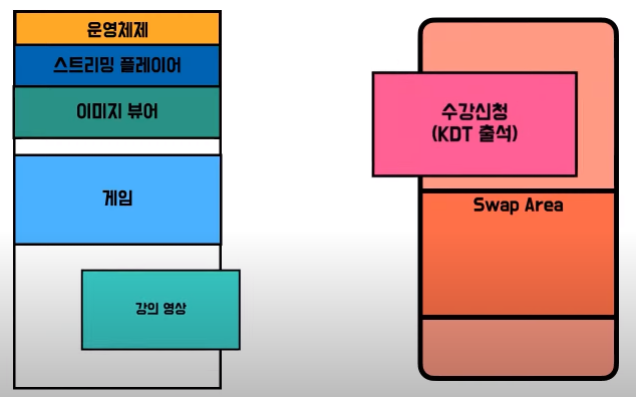 운영체제
스트리밍 플레이어
이미지 뷰어
게임
강의 영상
수강신청
(KDT 출석)
Swap Area